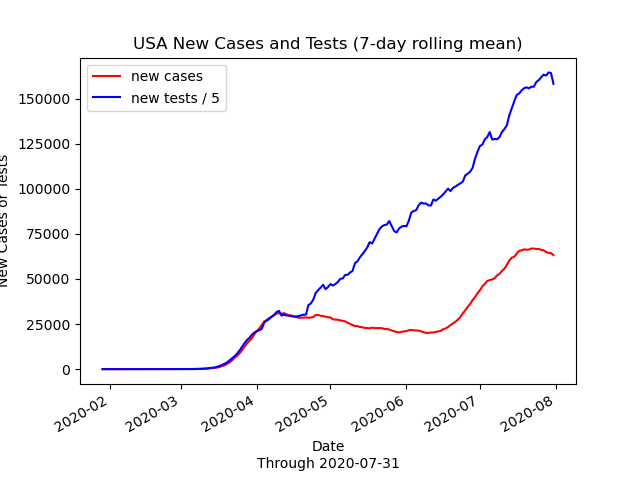 USA New Cases and Tests (7-day rolling mean)
new cases
new tests / 5
150000
125000
100000
75000
50000
25000
0
New Cases or Tests
2020-02
2020-03
2020-04
2020-05
2020-06
2020-07
2020-08
Date
Through 2020-07-31